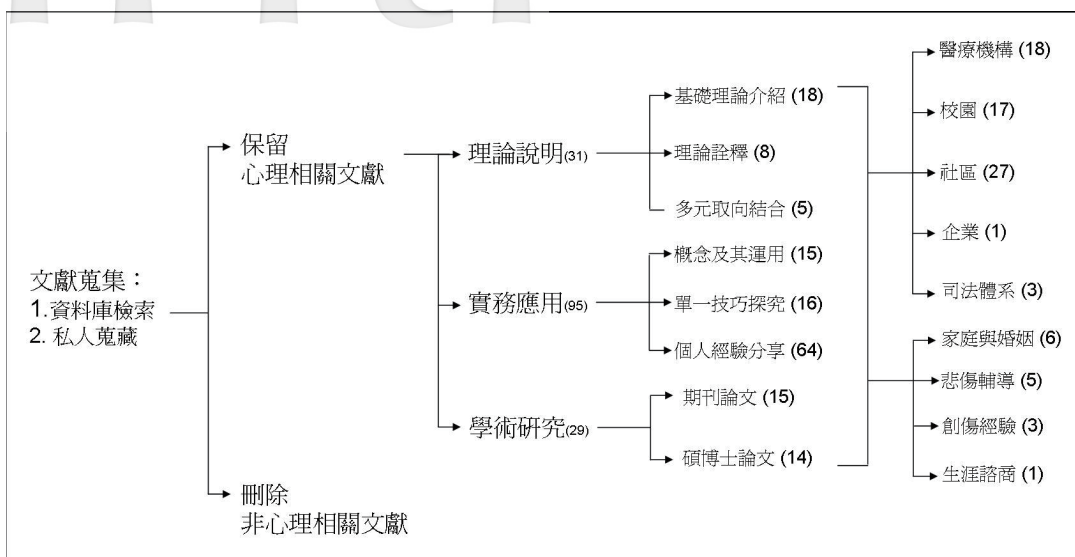 文獻蒐集：
1.資料庫檢索
2. 私人蒐藏
保留
心理相關文獻
刪除
非心理相關文獻
理論說明(31)
實務應用(95)
學術研究(29)
基礎理論介紹 (18)
理論詮釋 (8)
多元取向結合 (5)
概念及其運用 (15)
單一技巧探究 (16)
個人經驗分享 (64)
期刊論文 (15)
碩博士論文 (14)
醫療機構 (18)
校園 (17)
社區 (27)
企業 (1)
司法體系 (3)
家庭與婚姻 (6)
悲傷輔導 (5)
創傷經驗 (3)
生涯諮商 (1)